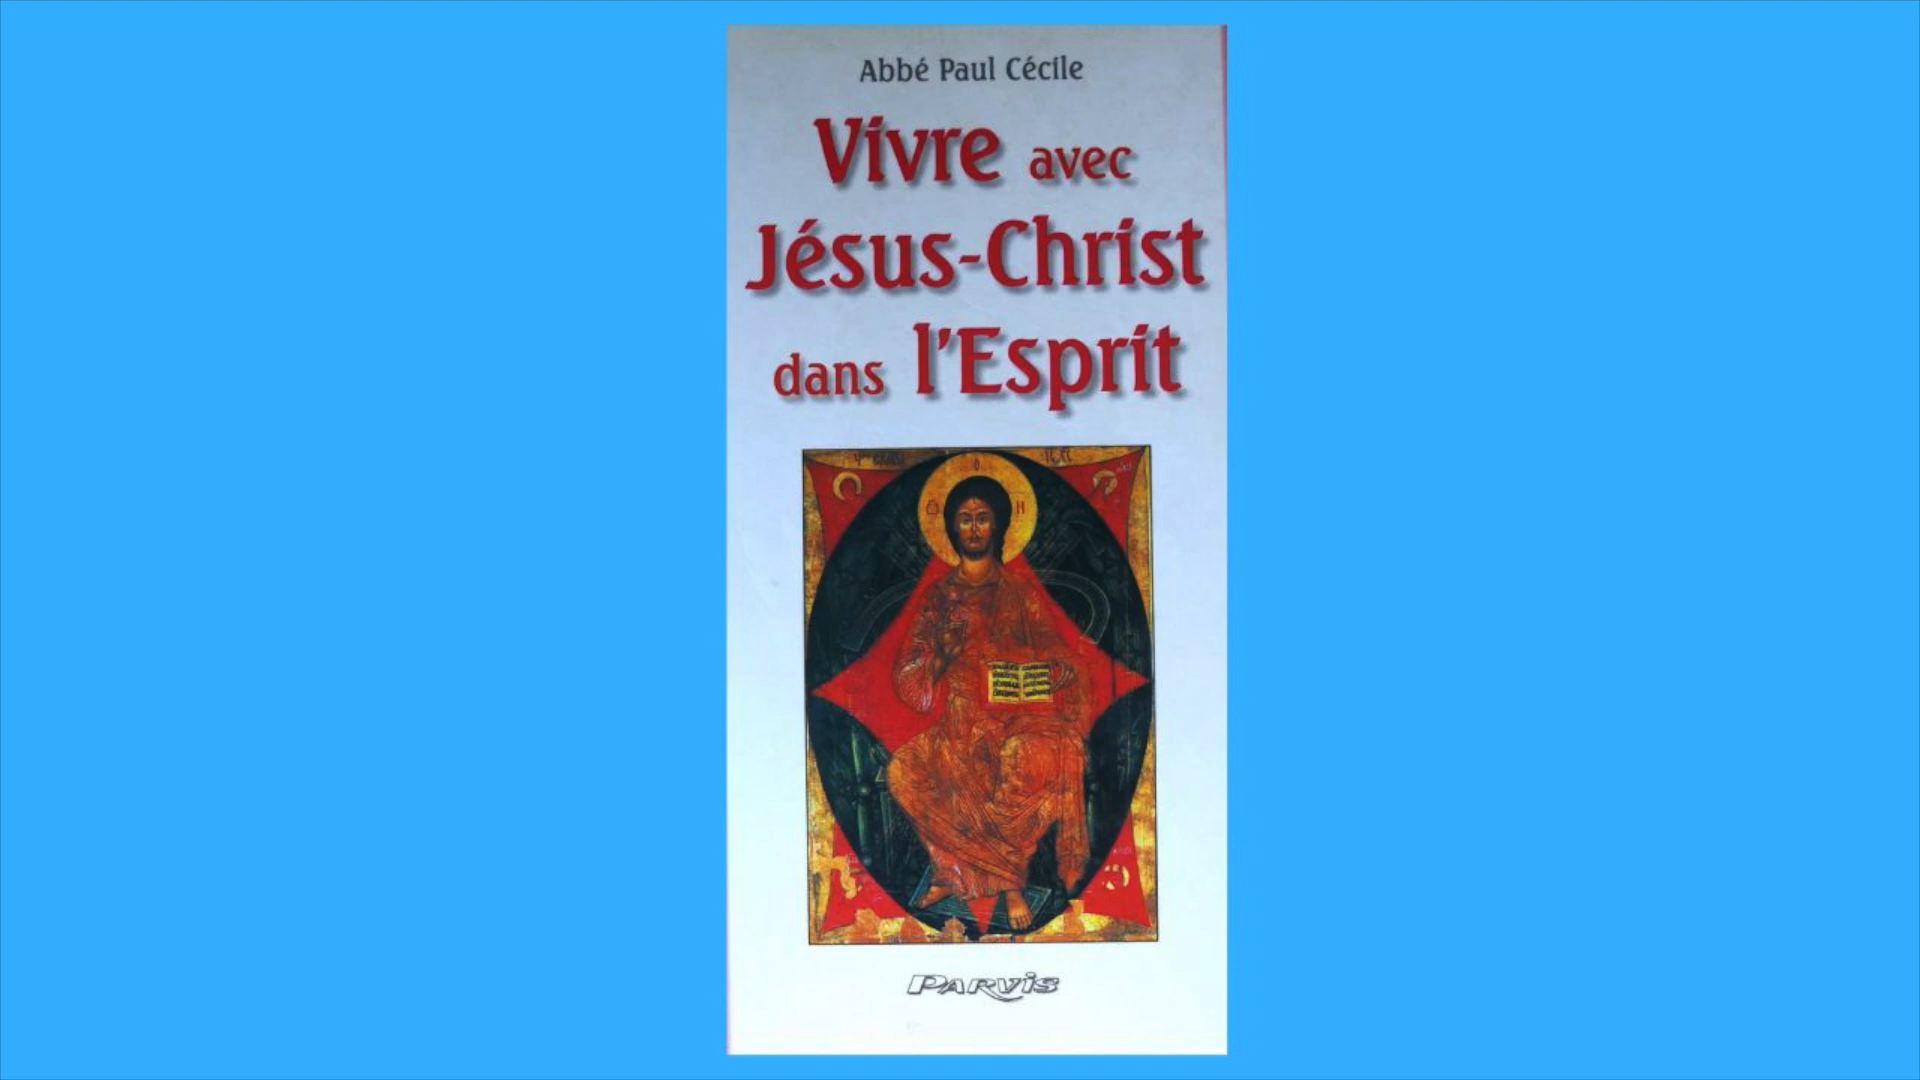 Abbé Paul Cécile
Vivre avec
Jésus-Christ
dans l'Esprit
PARVIS